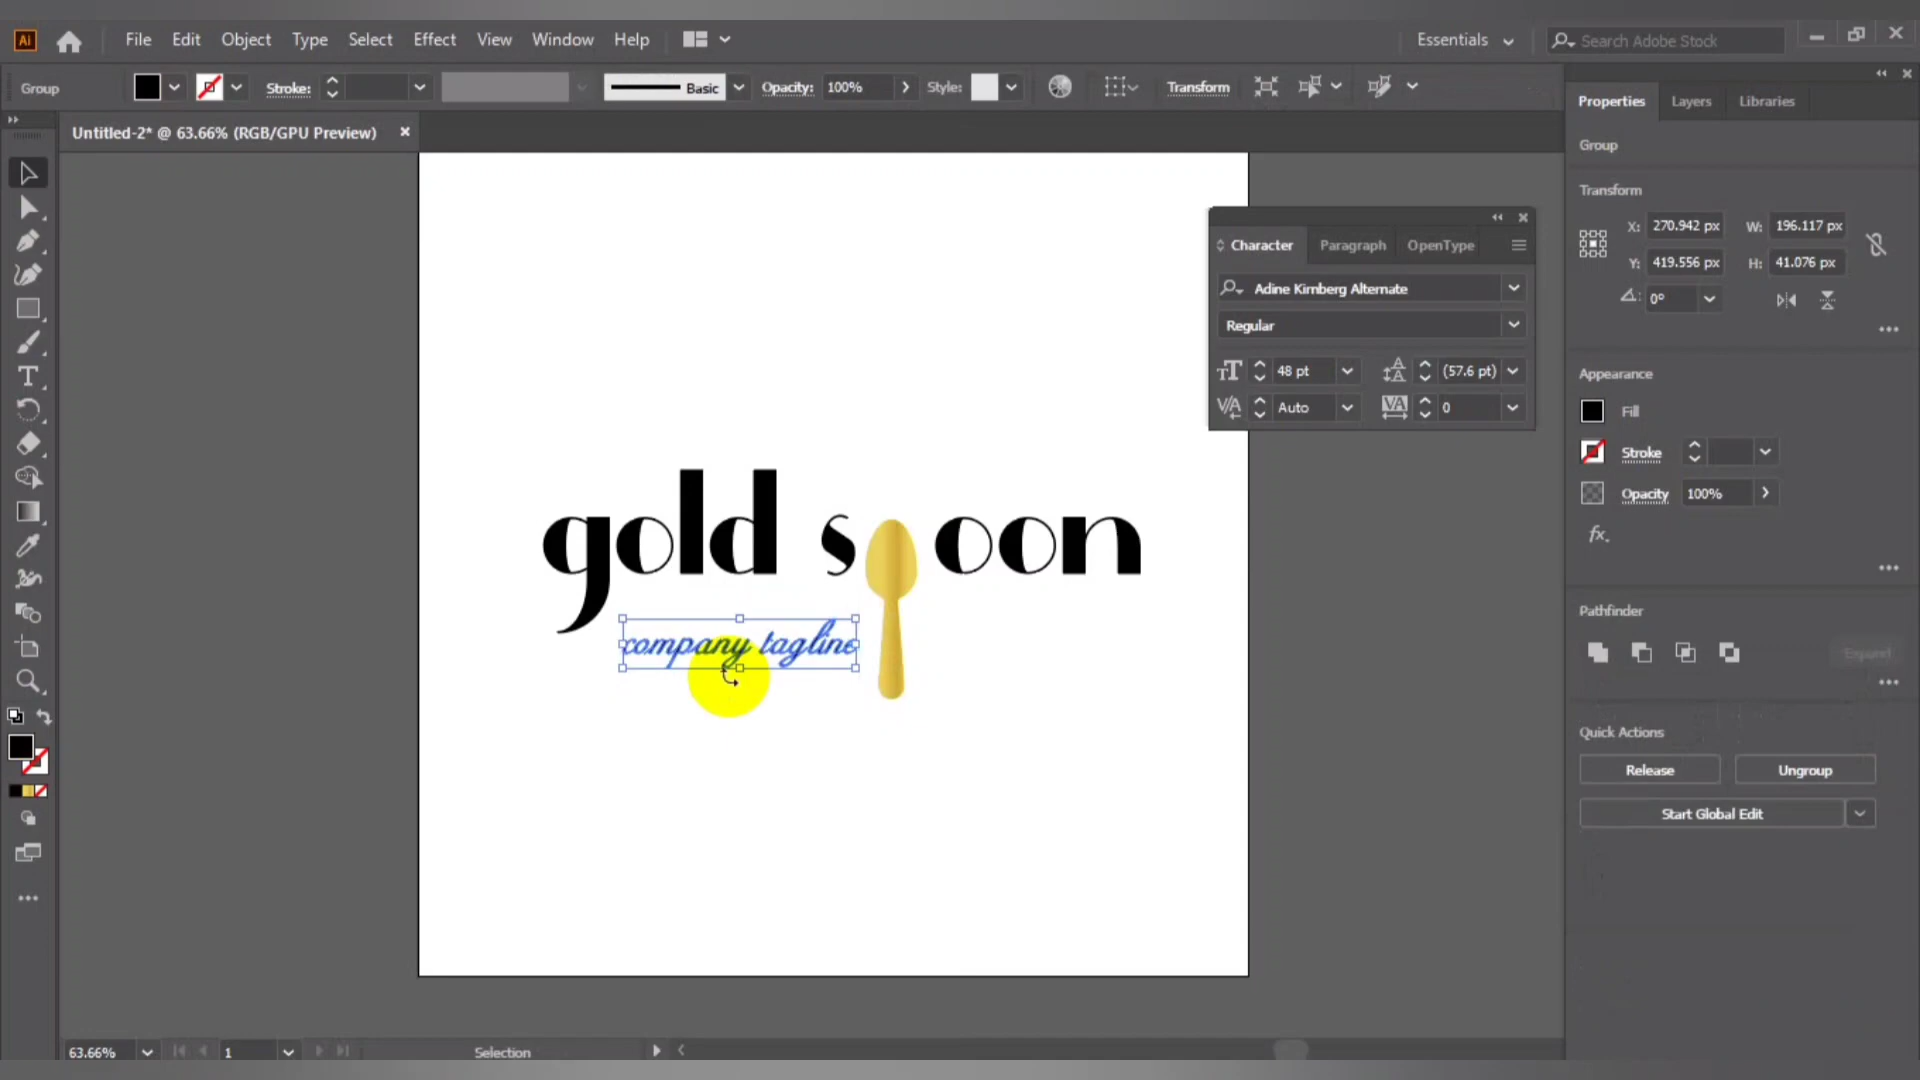 Ai File Edit Object Type Select Effect View Window Help Essentials Search Adobe Stock
Group Stroke: Basic Opacity: 100% Style: Transform
Untitled-2* @ 63.66% (RGB/GPU Preview)
Properties Layers Libraries
Group
Transform
X: 270.942 px W: 196.117 px
Y: 419.556 px H: 41.076 px
0°
Character Paragraph OpenType
Adine Kirnberg Alternate
Regular
48 pt (57.6 pt)
Auto 0
Appearance
Fill
Stroke
Opacity 100%
fx.
gold s oon
company tagline
Pathfinder
Expand
Quick Actions
Release Ungroup
Start Global Edit
63.66% 1 Selection